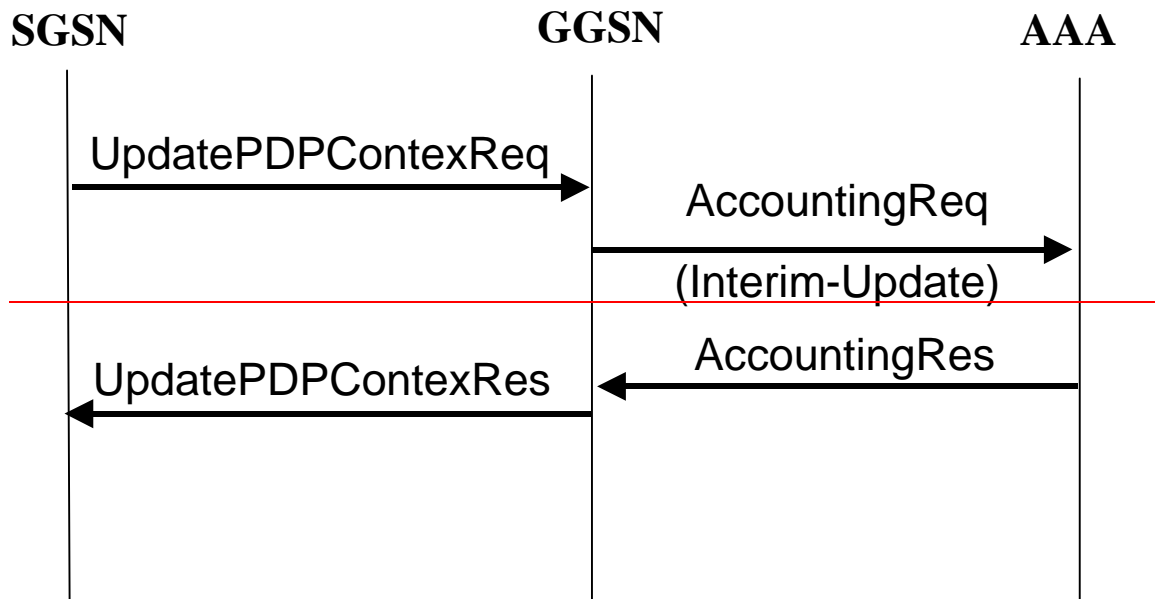 SGSN GGSN AAA
UpdatePDPContexReq
AccountingReq
(Interim-Update)
AccountingRes
UpdatePDPContexRes